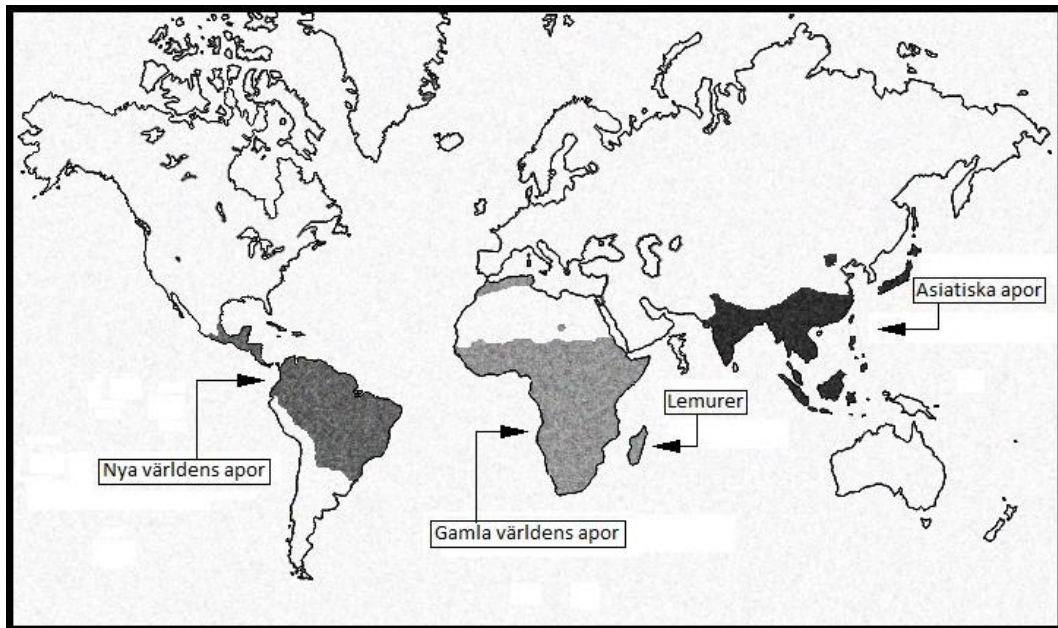 Asiatiska apor
Lemurer
Nya världens apor
Gamla världens apor